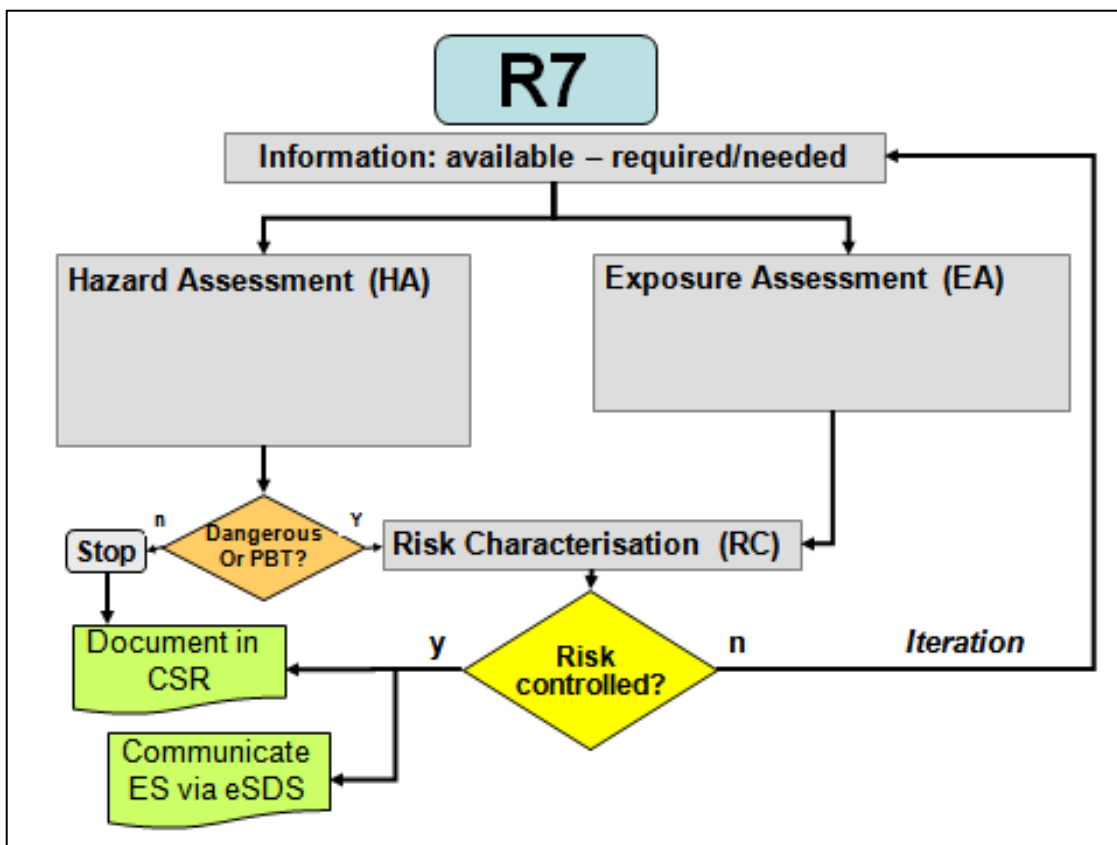 R7
Information: available – required/needed
Hazard Assessment (HA)
Exposure Assessment (EA)
n
Y
Dangerous
Or PBT?
Stop
Risk Characterisation (RC)
Document in
CSR
y
n
Iteration
Risk
controlled?
Communicate
ES via eSDS